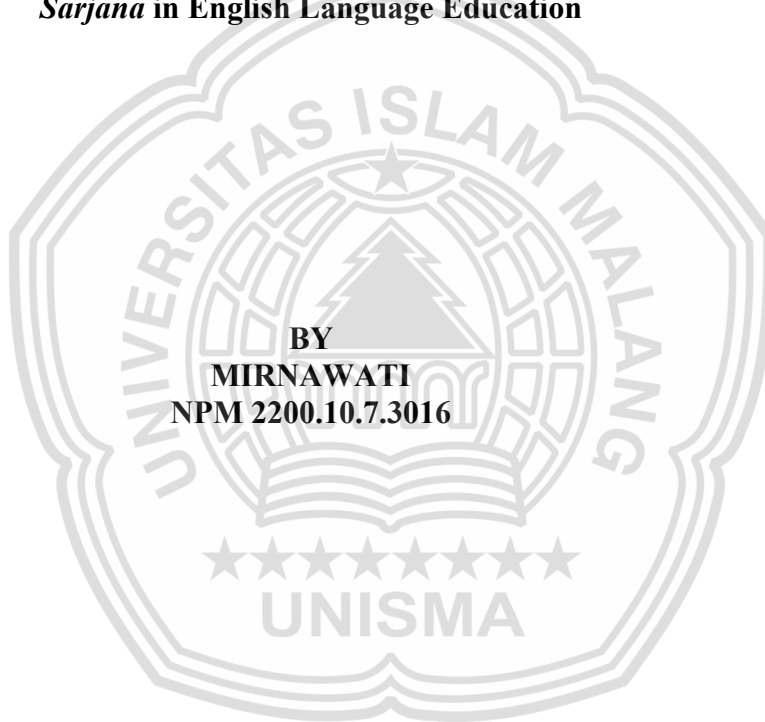 Sarjana in English Language Education
UNIVERSITAS ISLAM MALANG
BY
MIRNAWATI
NPM 2200.10.7.3016
UNISMA